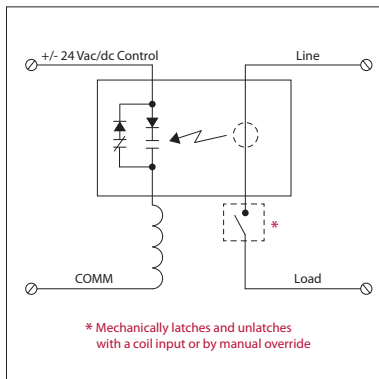 +/- 24 Vac/dc Control
Line
*
COMM
Load
* Mechanically latches and unlatches
with a coil input or by manual override